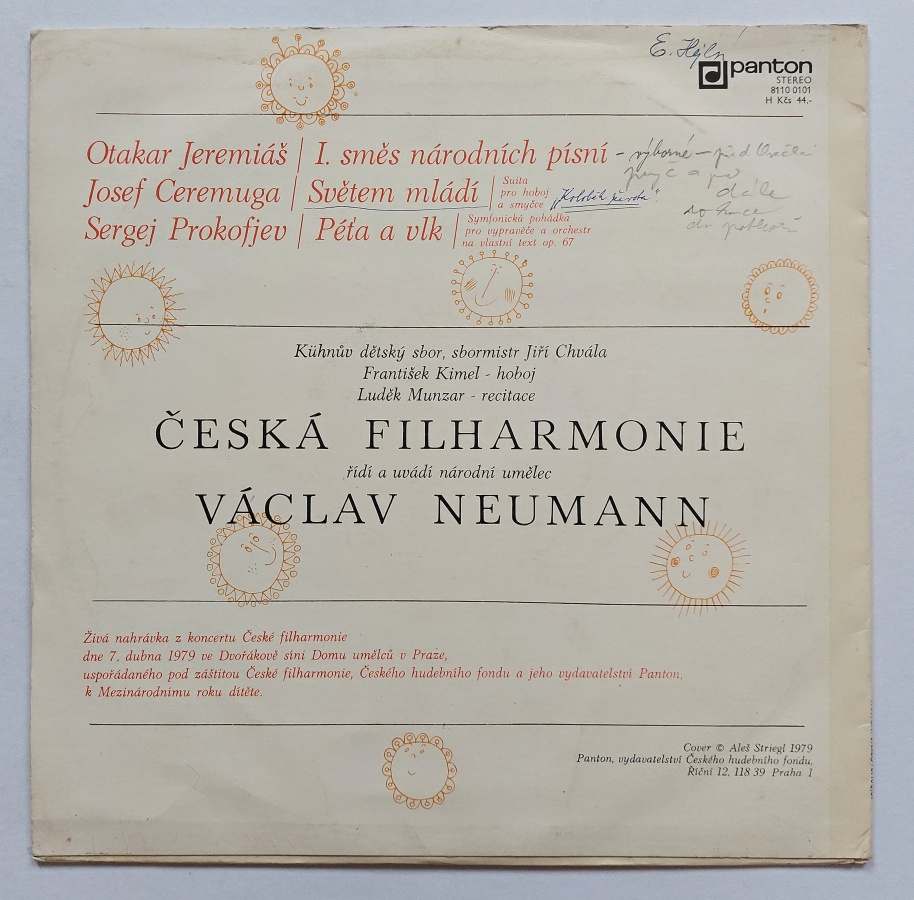 panton
STEREO
8110 0101
H Kčs 44.-
Otakar Jeremiáš | I. směs národních písní - výborné -
Josef Ceremuga | Světem mládí | Suita
pro hoboj
a smyčce
dále
Sergej Prokofjev | Péťa a vlk | Symfonická pohádka
pro vypravěče a orchestr
na vlastní text op. 67
Kühnův dětský sbor, sbormistr Jiří Chvála
František Kimel - hoboj
Luděk Munzar - recitace
ČESKÁ FILHARMONIE
řídí a uvádí národní umělec
VÁCLAV NEUMANN
Živá nahrávka z koncertu České filharmonie
dne 7. dubna 1979 ve Dvořákově síni Domu umělců v Praze,
uspořádaného pod záštitou České filharmonie, Českého hudebního fondu a jeho vydavatelství Panton,
k Mezinárodnímu roku dítěte.
Cover © Aleš Striegl 1979
Panton, vydavatelství Českého hudebního fondu,
Říční 12, 118 39 Praha 1